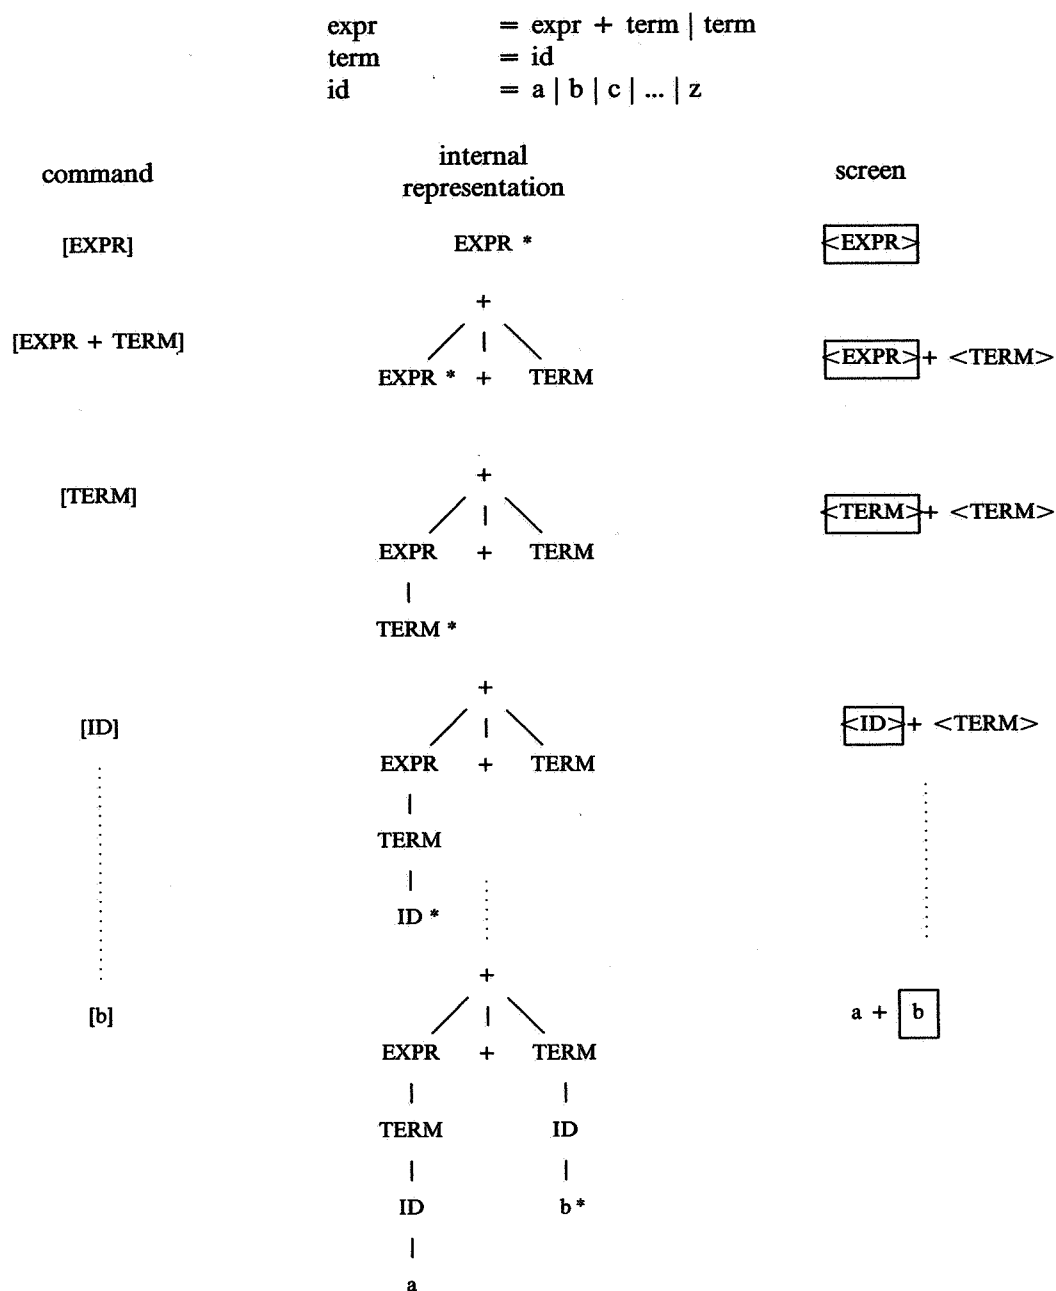 expr = expr + term | term
term = id
id = a | b | c | ... | z
command internal representation screen
[EXPR] EXPR * <EXPR>
+
[EXPR + TERM] <EXPR> + <TERM>
EXPR * + TERM
+
[TERM] <TERM> + <TERM>
EXPR + TERM
TERM *
+
[ID] <ID> + <TERM>
EXPR + TERM
TERM
ID *
+
[b] a + b
EXPR + TERM
TERM ID
ID b *
a